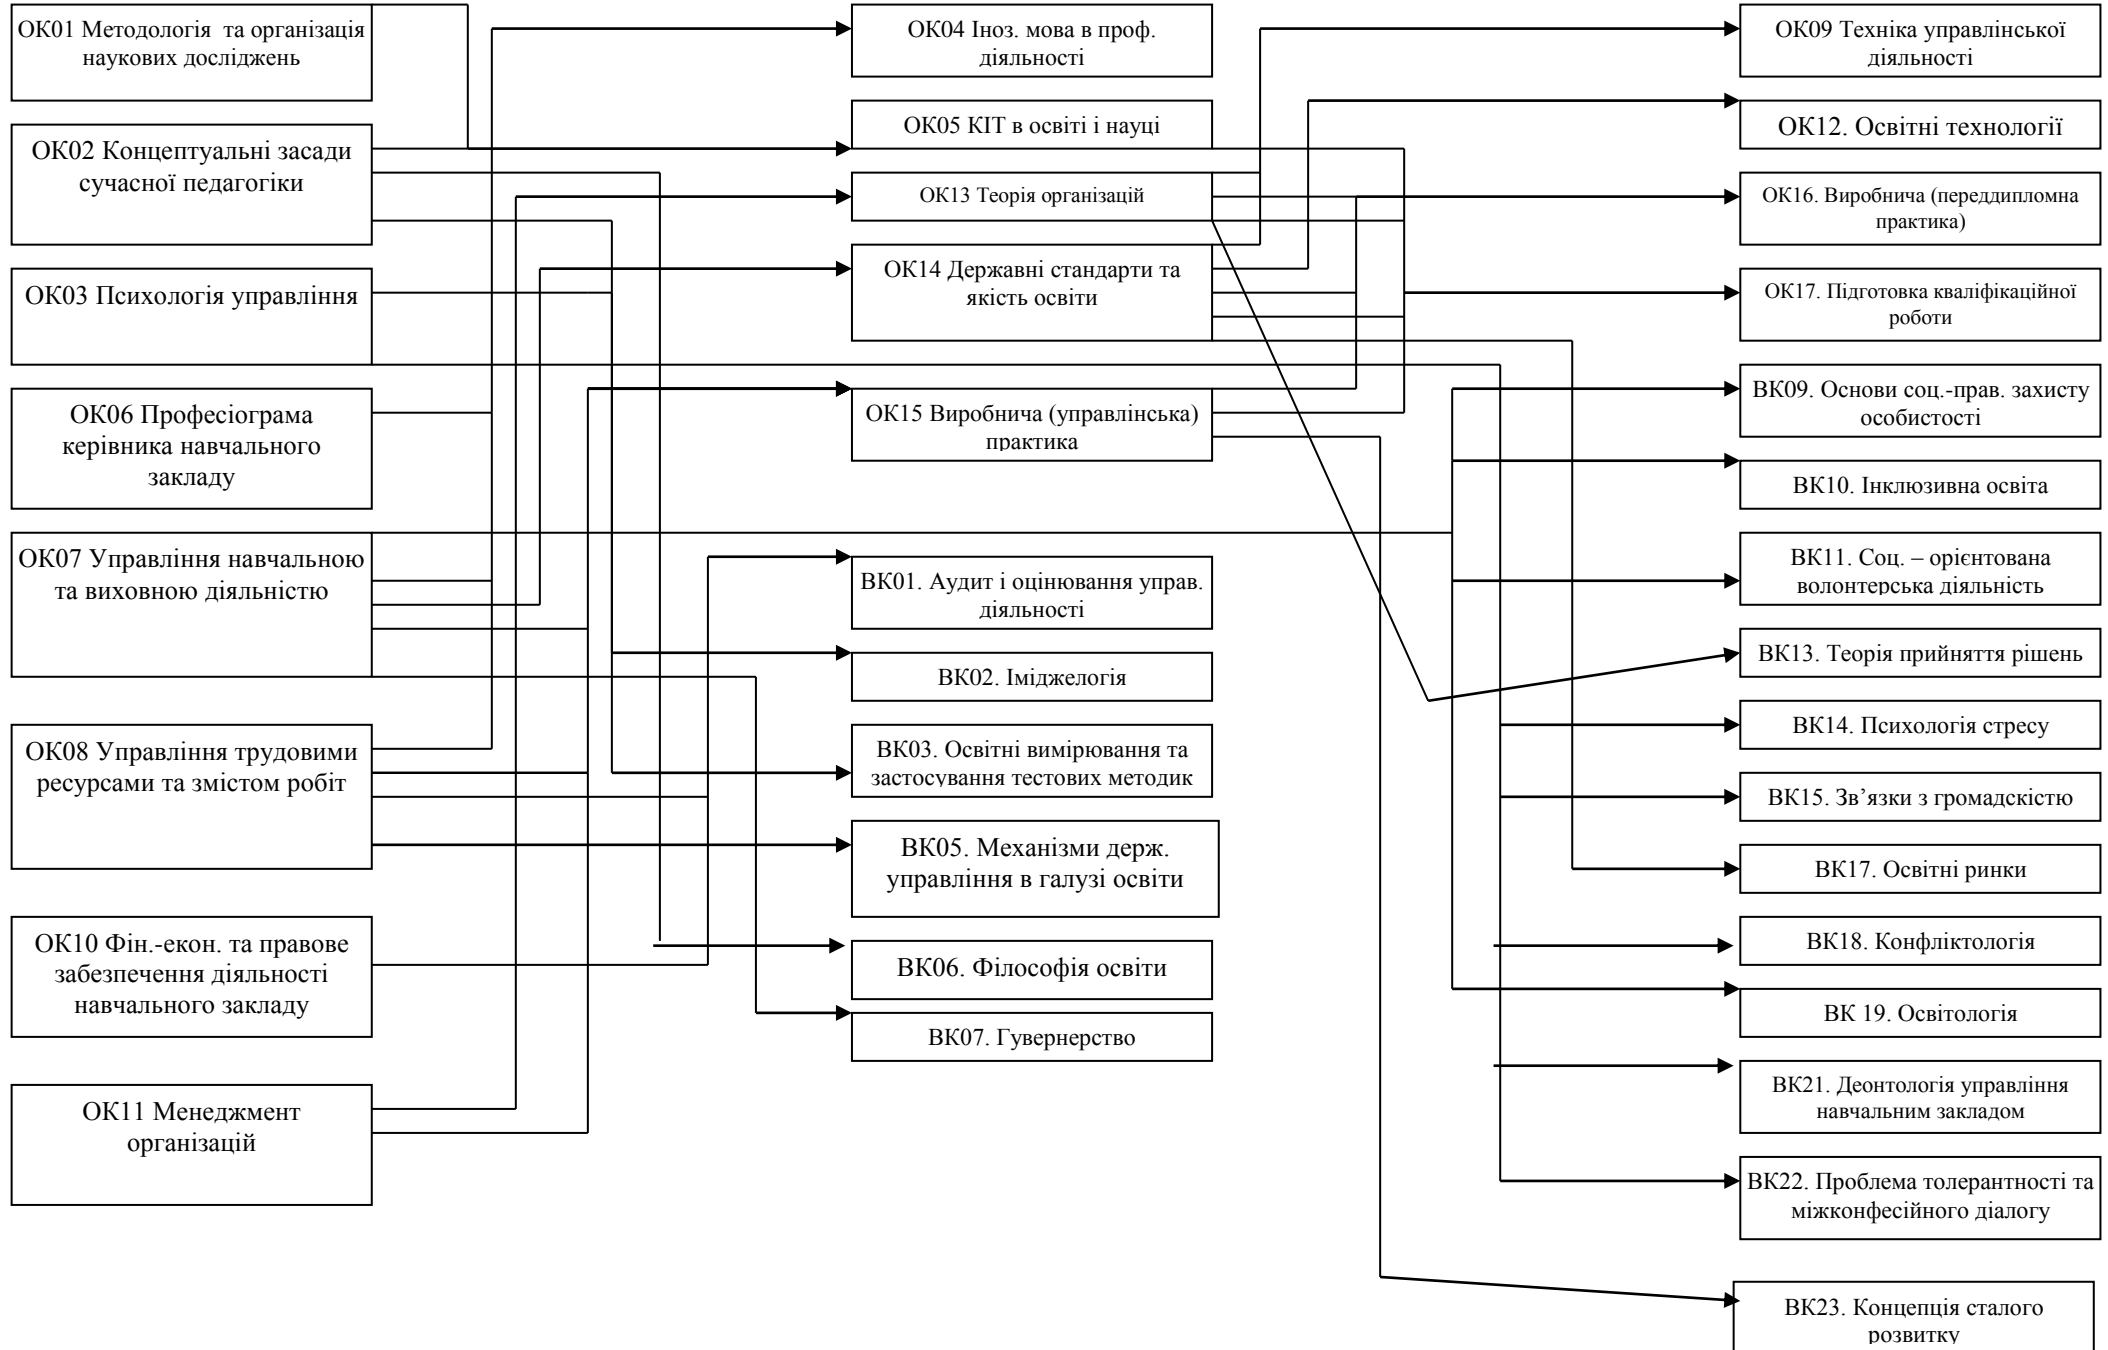 ОК01 Методологія та організація
наукових досліджень
ОК02 Концептуальні засади
сучасної педагогіки
ОК03 Психологія управління
ОК06 Професіограма
керівника навчального
закладу
ОК07 Управління навчальною
та виховною діяльністю
ОК08 Управління трудовими
ресурсами та змістом робіт
ОК10 Фін.-екон. та правове
забезпечення діяльності
навчального закладу
ОК11 Менеджмент
організацій
ОК04 Іноз. мова в проф.
діяльності
ОК05 КІТ в освіті і науці
ОК13 Теорія організацій
ОК14 Державні стандарти та
якість освіти
ОК15 Виробнича (управлінська)
практика
ВК01. Аудит і оцінювання управ.
діяльності
ВК02. Іміджелогія
ВК03. Освітні вимірювання та
застосування тестових методик
ВК05. Механізми держ.
управління в галузі освіти
ВК06. Філософія освіти
ВК07. Гувернерство
ОК09 Техніка управлінської
діяльності
ОК12. Освітні технології
ОК16. Виробнича (переддипломна
практика)
ОК17. Підготовка кваліфікаційної
роботи
ВК09. Основи соц.-прав. захисту
особистості
ВК10. Інклюзивна освіта
ВК11. Соц. – орієнтована
волонтерська діяльність
ВК13. Теорія прийняття рішень
ВК14. Психологія стресу
ВК15. Зв’язки з громадскістю
ВК17. Освітні ринки
ВК18. Конфліктологія
ВК 19. Освітологія
ВК21. Деонтологія управління
навчальним закладом
ВК22. Проблема толерантності та
міжконфесійного діалогу
ВК23. Концепція сталого
розвитку